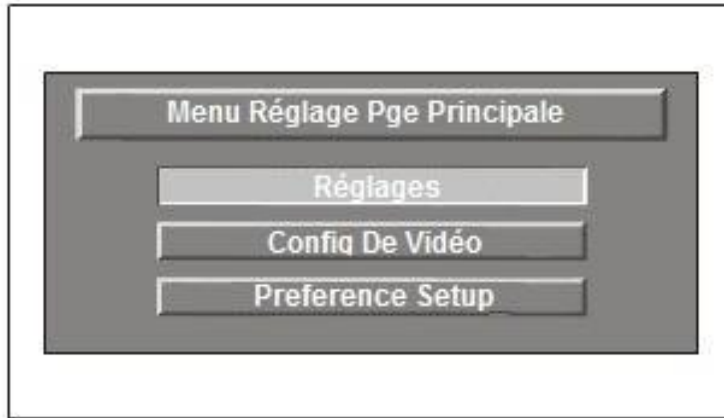 Menu Réglage Pge Principale
Réglages
Config De Vidéo
Preference Setup